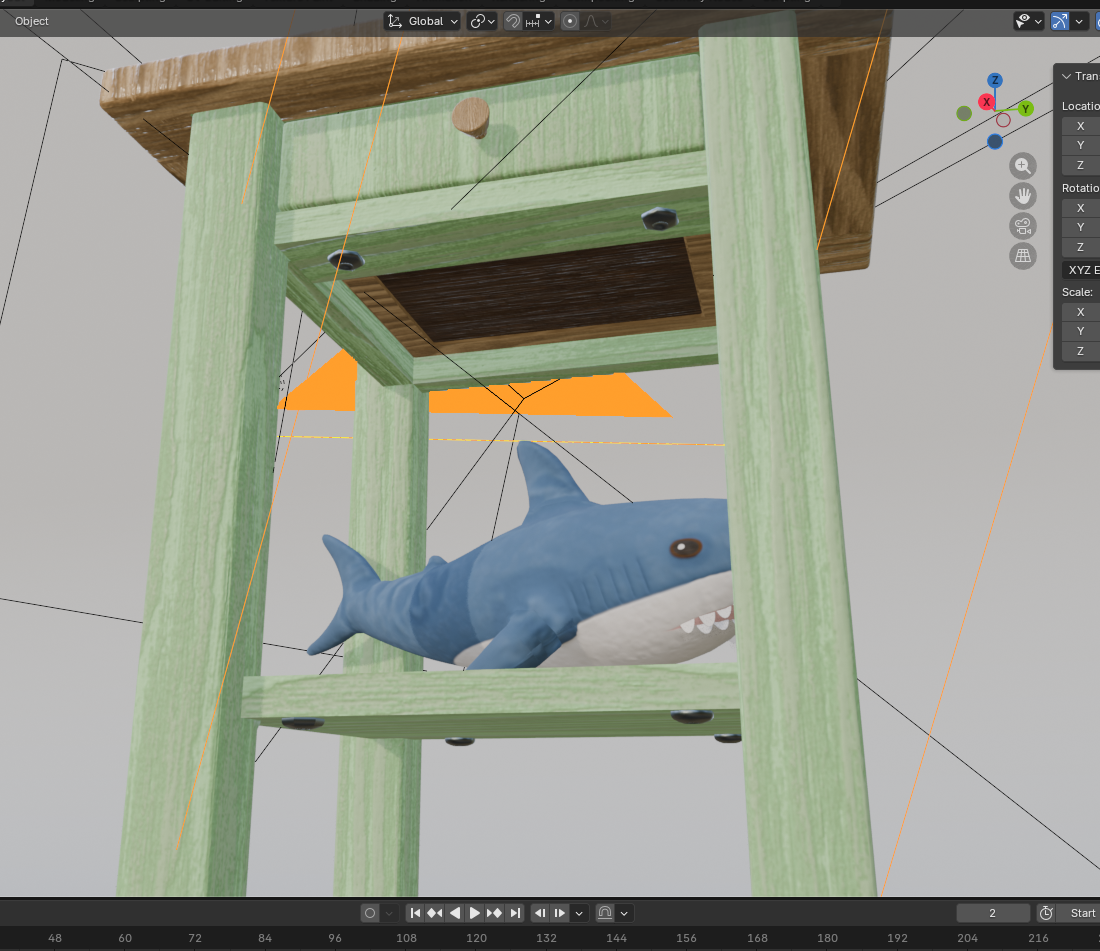 Object
Global
Z
X
Y
Tran
Locatio
X
Y
Z
Rotatio
X
Y
Z
XYZ E
Scale:
X
Y
Z
2
Start
48 60 72 84 96 108 120 132 144 156 168 180 192 204 216